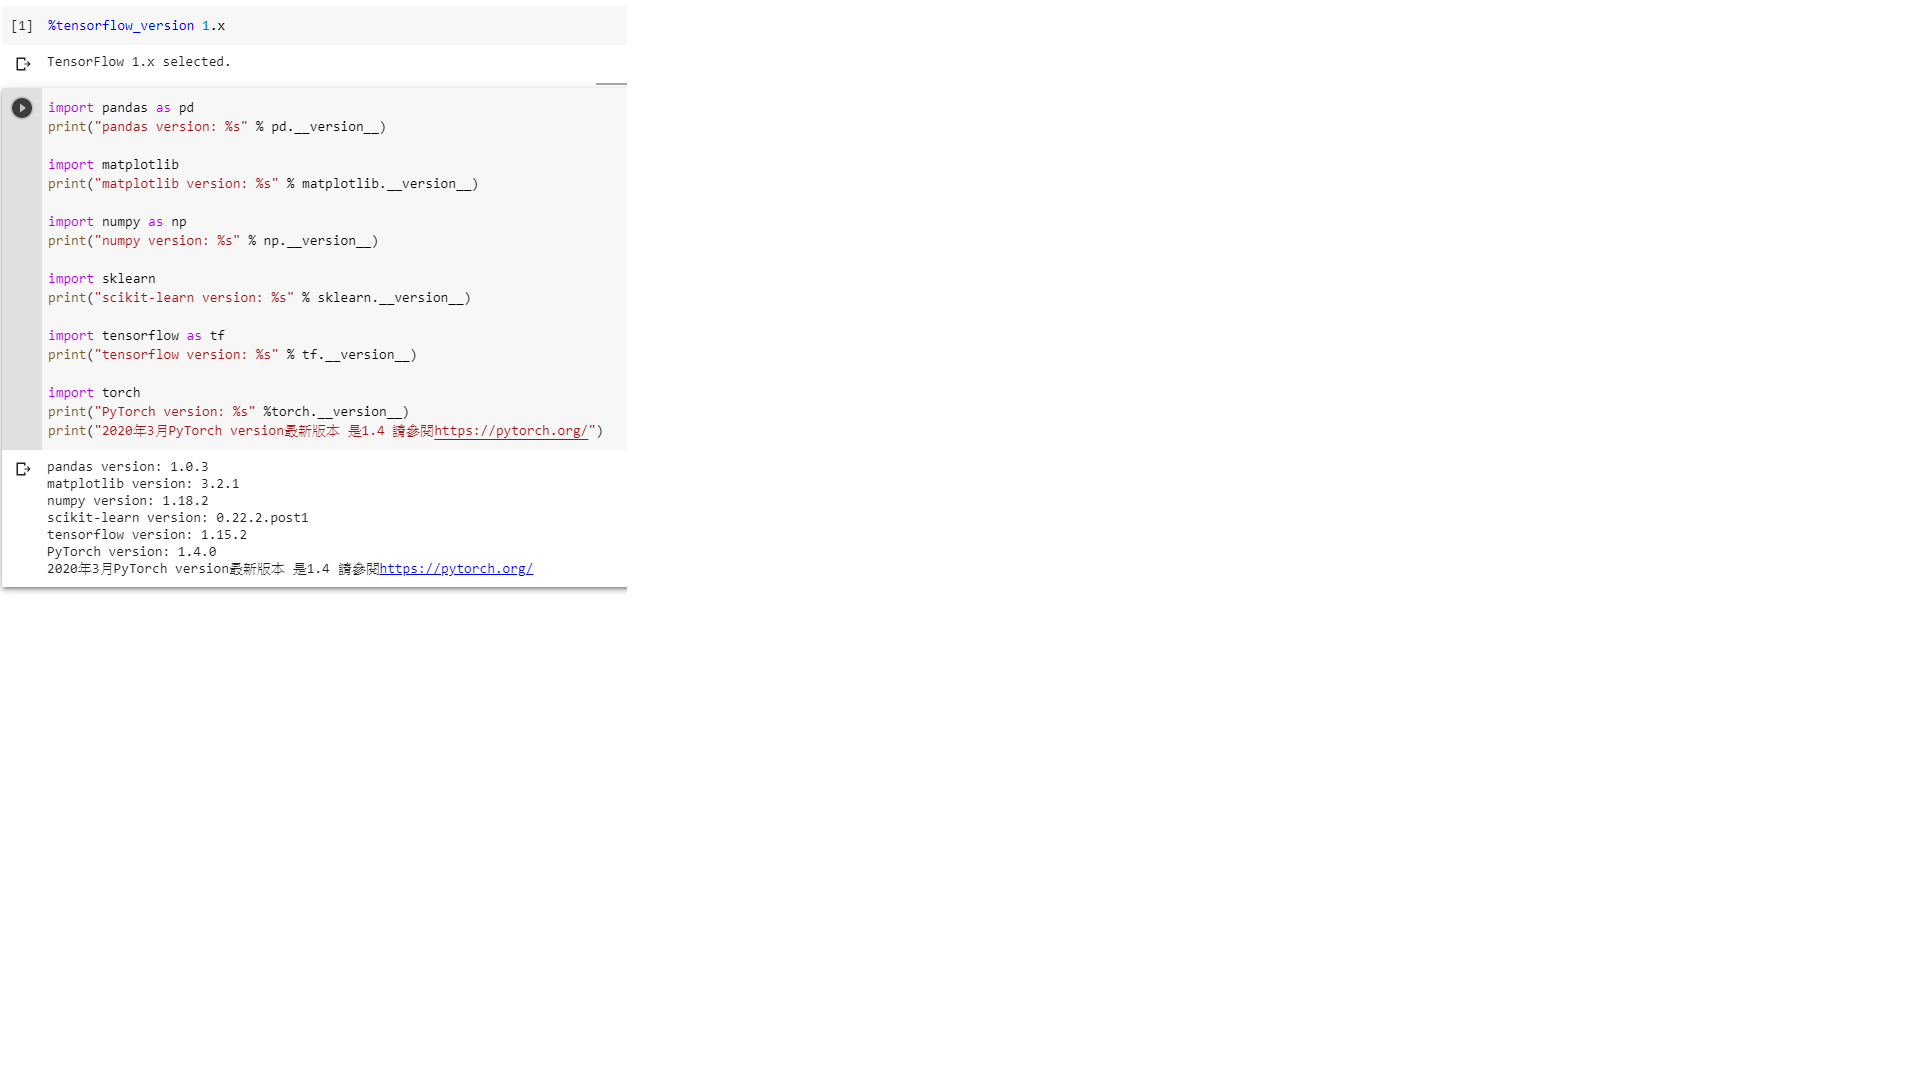 [1] %tensorflow_version 1.x
TensorFlow 1.x selected.
import pandas as pd
print("pandas version: %s" % pd.__version__)
import matplotlib
print("matplotlib version: %s" % matplotlib.__version__)
import numpy as np
print("numpy version: %s" % np.__version__)
import sklearn
print("scikit-learn version: %s" % sklearn.__version__)
import tensorflow as tf
print("tensorflow version: %s" % tf.__version__)
import torch
print("PyTorch version: %s" %torch.__version__)
print("2020年3月PyTorch version最新版本 是1.4 請參閱https://pytorch.org/")
pandas version: 1.0.3
matplotlib version: 3.2.1
numpy version: 1.18.2
scikit-learn version: 0.22.2.post1
tensorflow version: 1.15.2
PyTorch version: 1.4.0
2020年3月PyTorch version最新版本 是1.4 請參閱https://pytorch.org/